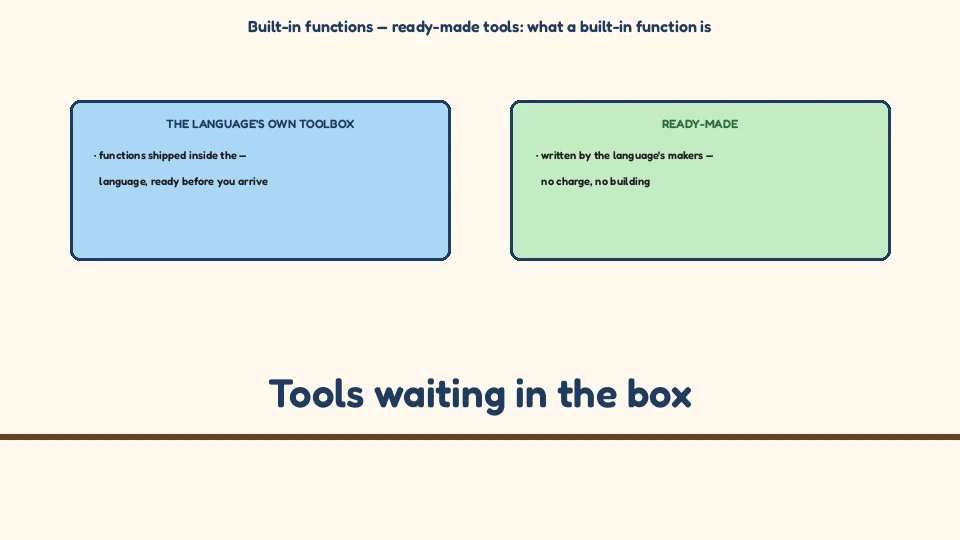 Built-in functions — ready-made tools: what a built-in function is
THE LANGUAGE'S OWN TOOLBOX
· functions shipped inside the —
language, ready before you arrive
READY-MADE
· written by the language's makers —
no charge, no building
Tools waiting in the box